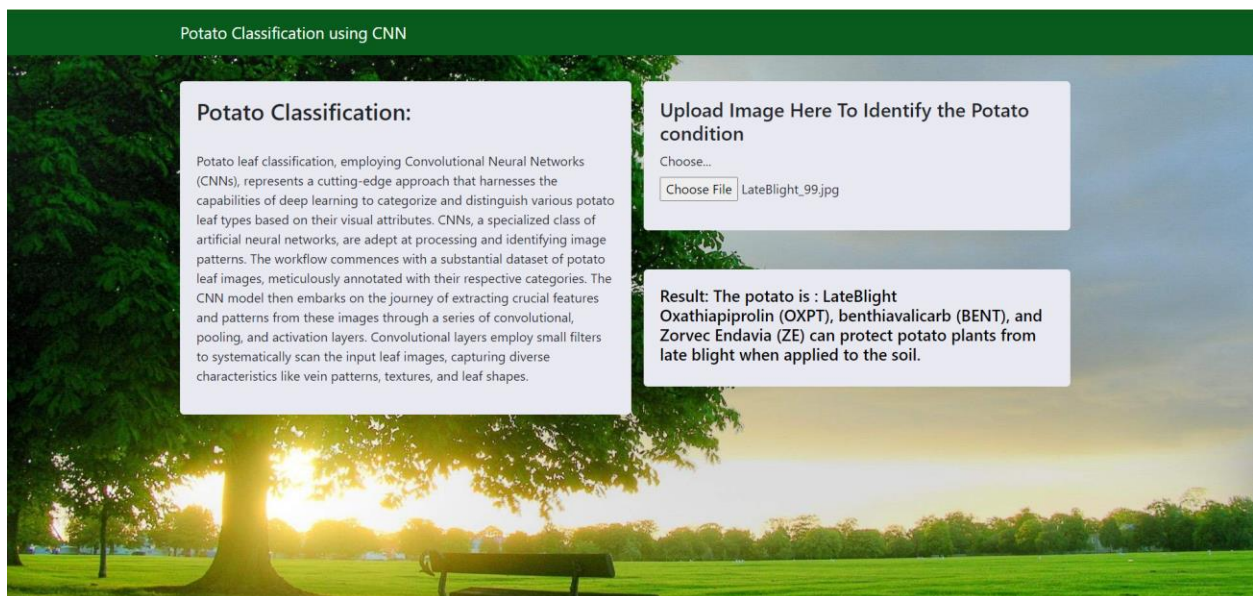 Potato Classification using CNN
Potato Classification:
Potato leaf classification, employing Convolutional Neural Networks
(CNNs), represents a cutting-edge approach that harnesses the
capabilities of deep learning to categorize and distinguish various potato
leaf types based on their visual attributes. CNNs, a specialized class of
artificial neural networks, are adept at processing and identifying image
patterns. The workflow commences with a substantial dataset of potato
leaf images, meticulously annotated with their respective categories. The
CNN model then embarks on the journey of extracting crucial features
and patterns from these images through a series of convolutional,
pooling, and activation layers. Convolutional layers employ small filters
to systematically scan the input leaf images, capturing diverse
characteristics like vein patterns, textures, and leaf shapes.
Upload Image Here To Identify the Potato
condition
Choose...
Choose File LateBlight_99.jpg
Result: The potato is : LateBlight
Oxathiapiprolin (OXPT), benthiavalicarb (BENT), and
Zorvec Endavia (ZE) can protect potato plants from
late blight when applied to the soil.